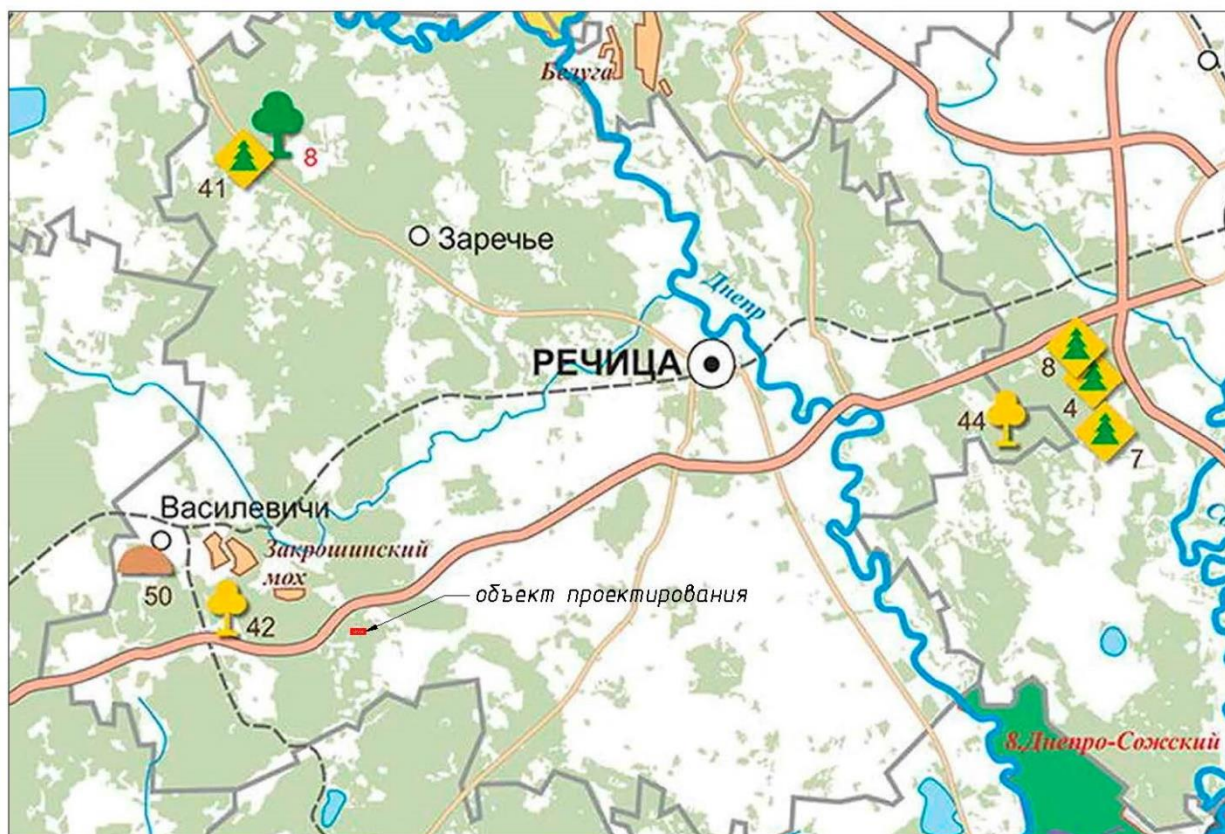 Белуга
8
41
Заречье
Днепр
РЕЧИЦА
8
4
44
7
Василевичи
Закрошинский
мох
50
42
объект проектирования
8.Днепро-Сожский